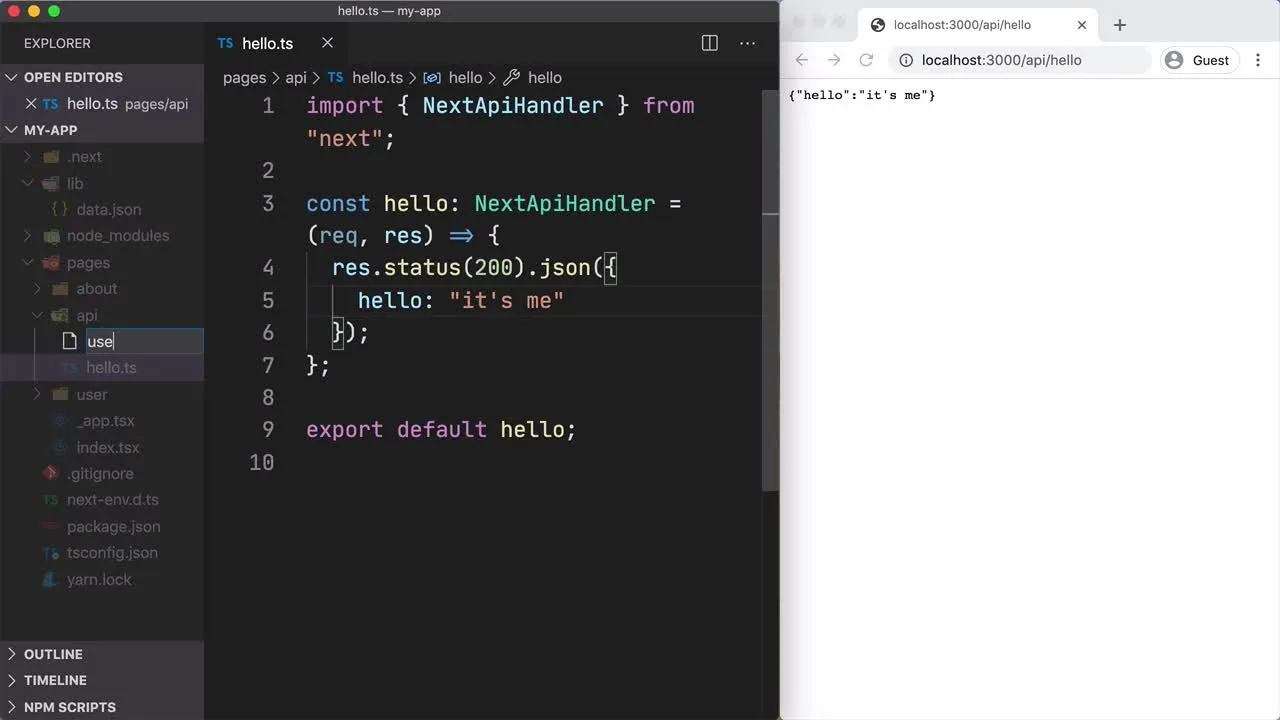 hello.ts — my-app
EXPLORER
OPEN EDITORS
TS hello.ts pages/api
MY-APP
.next
lib
{} data.json
node_modules
pages
about
api
use
TS hello.ts
user
_app.tsx
index.tsx
.gitignore
TS next-env.d.ts
package.json
TS tsconfig.json
yarn.lock
OUTLINE
TIMELINE
NPM SCRIPTS
TS hello.ts
pages > api > TS hello.ts > hello > hello
1 import { NextApiHandler } from
"next";
2
3 const hello: NextApiHandler =
(req, res) => {
4 res.status(200).json({
5 hello: "it's me"
6 });
7 };
8
9 export default hello;
10
localhost:3000/api/hello
localhost:3000/api/hello
Guest
{"hello":"it's me"}